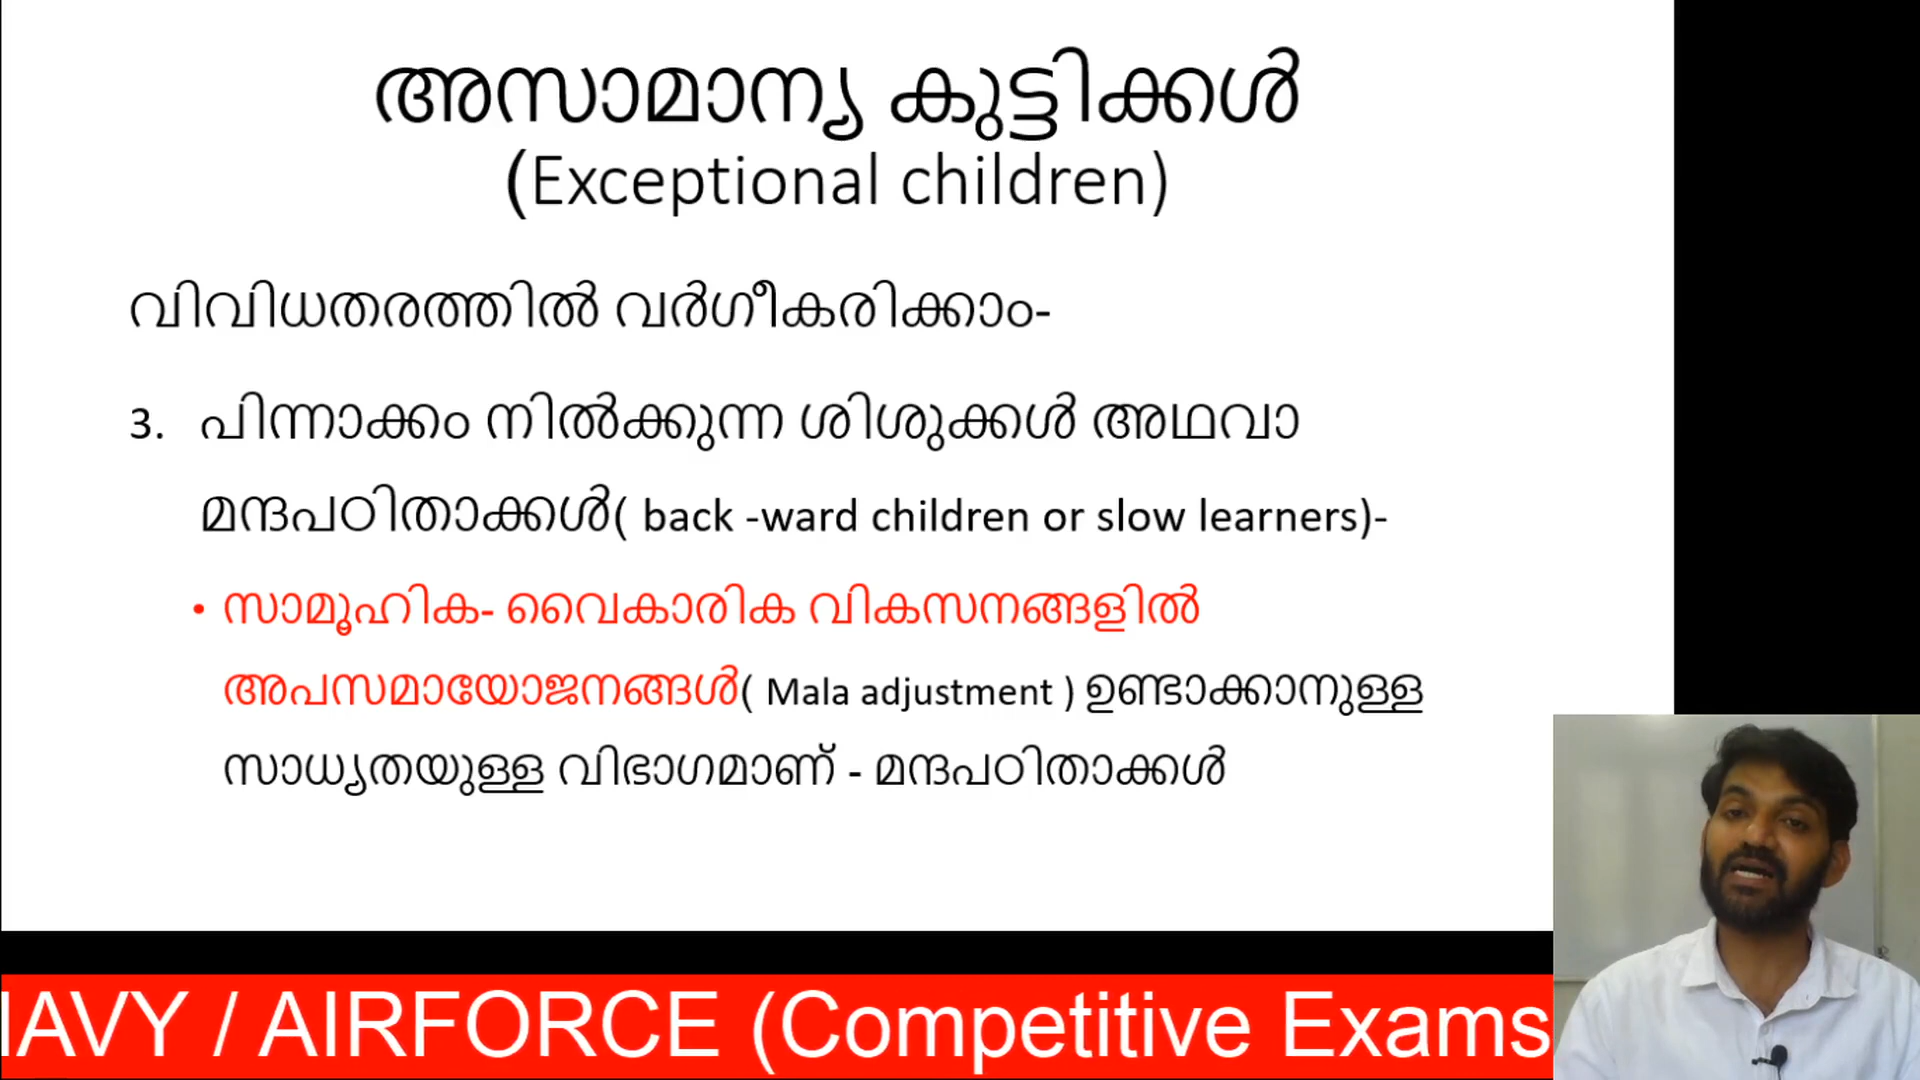 അസാമാന്യ കുട്ടിക്കൾ
(Exceptional children)
വിവിധതരത്തിൽ വർഗീകരിക്കാം-
3. പിന്നാക്കം നിൽക്കുന്ന ശിശുക്കൾ അഥവാ
മന്ദപഠിതാക്കൾ( back -ward children or slow learners)-
• സാമൂഹിക- വൈകാരിക വികസനങ്ങളിൽ
അപസമായോജനങ്ങൾ( Mala adjustment ) ഉണ്ടാക്കാനുള്ള
സാധ്യതയുള്ള വിഭാഗമാണ് - മന്ദപഠിതാക്കൾ
AVY / AIRFORCE (Competitive Exams